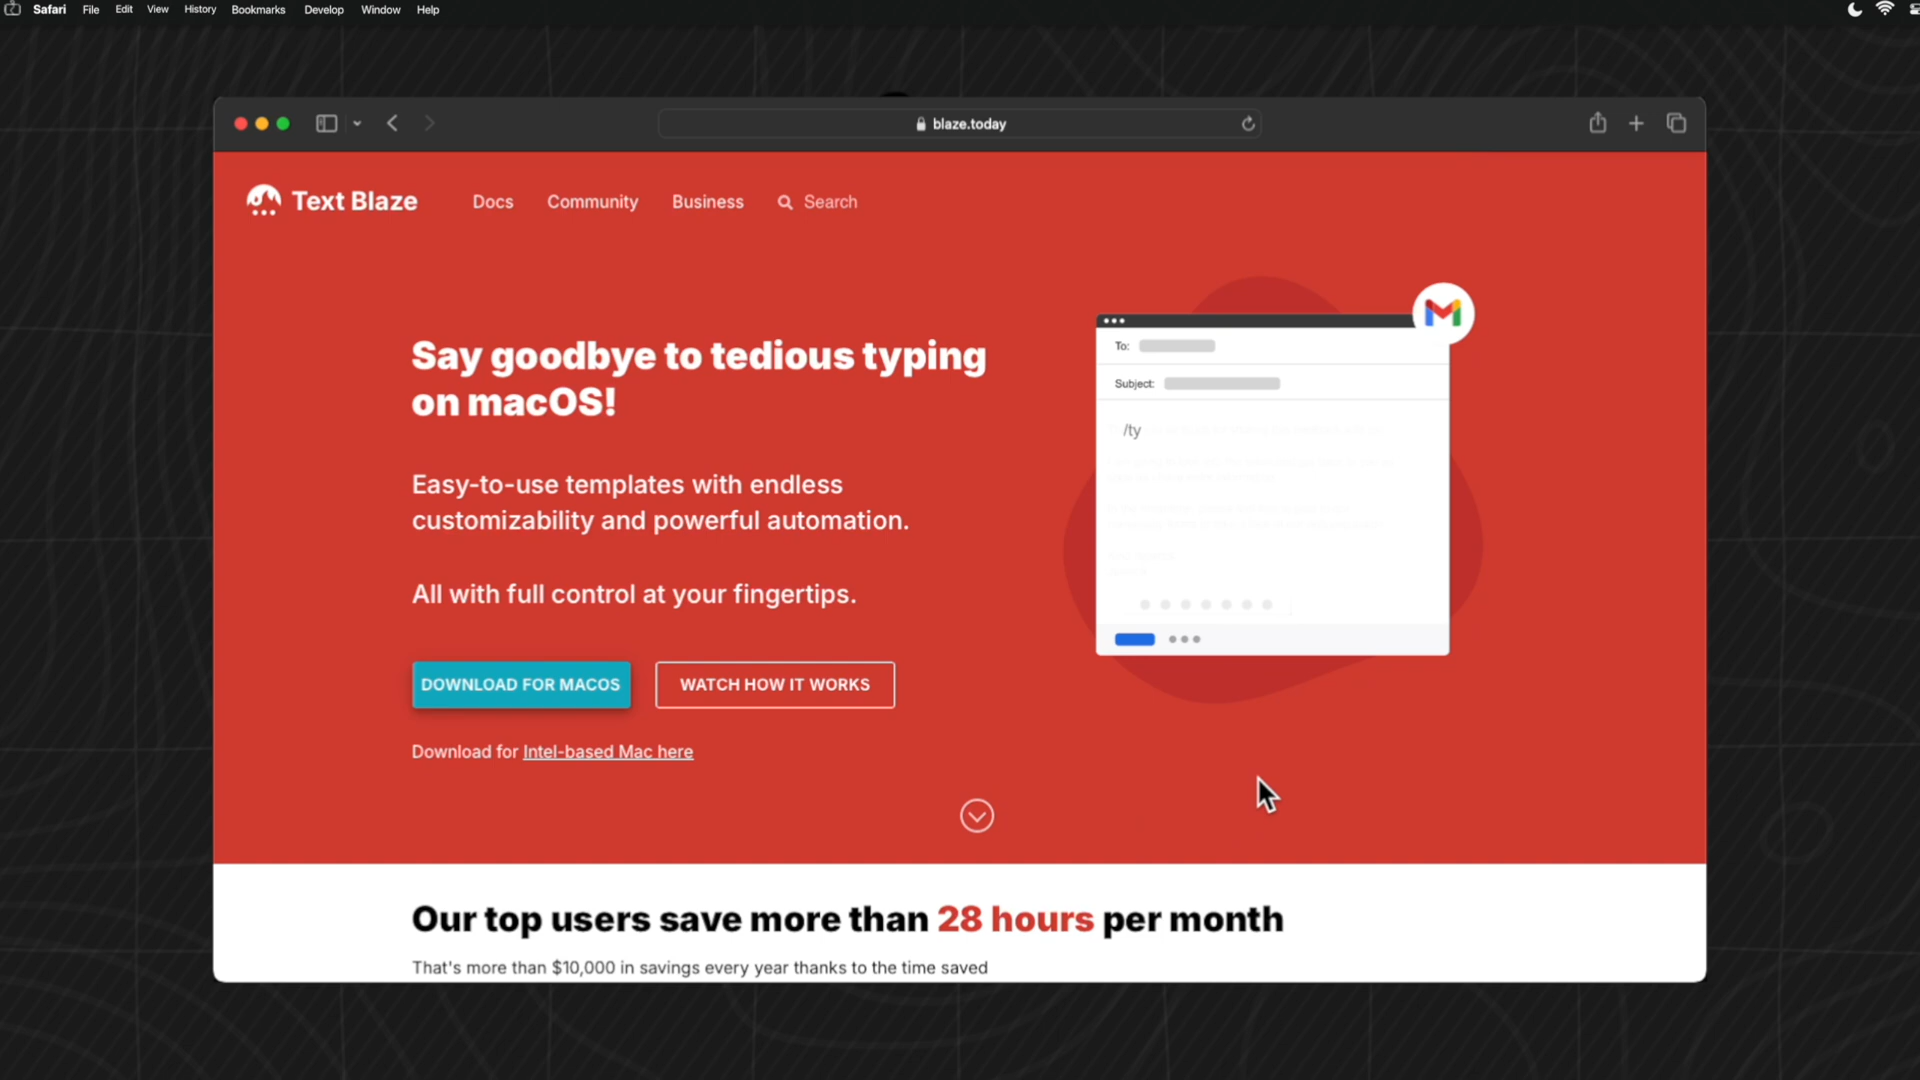 Safari File Edit View History Bookmarks Develop Window Help
blaze.today
Text Blaze Docs Community Business Search
Say goodbye to tedious typing
on macOS!
Easy-to-use templates with endless
customizability and powerful automation.
All with full control at your fingertips.
DOWNLOAD FOR MACOS WATCH HOW IT WORKS
Download for Intel-based Mac here
To:
Subject:
/ty
Our top users save more than 28 hours per month
That's more than $10,000 in savings every year thanks to the time saved